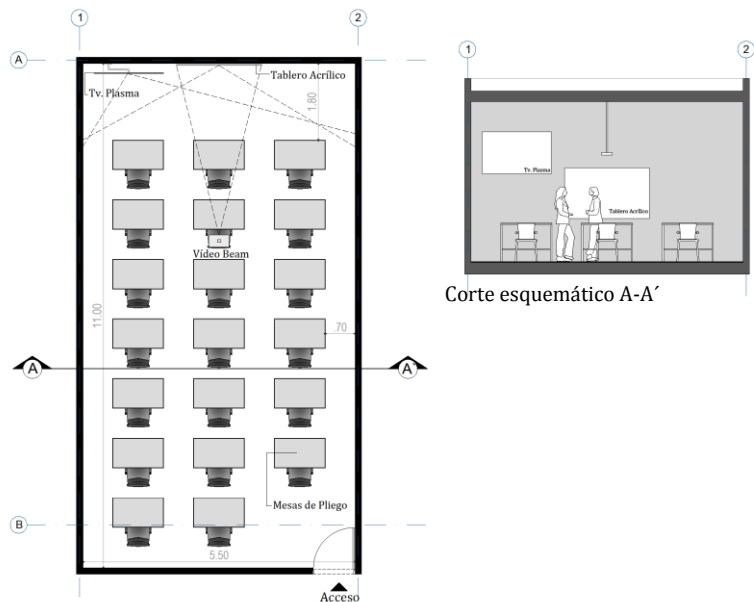 1
2
A
Tablero Acrílico
Tv. Plasma
1.80
Vídeo Beam
11.00
.70
A
A'
Mesas de Pliego
B
5.50
Acceso
1
2
Tv. Plasma
Tablero Acrílico
Corte esquemático A-A´